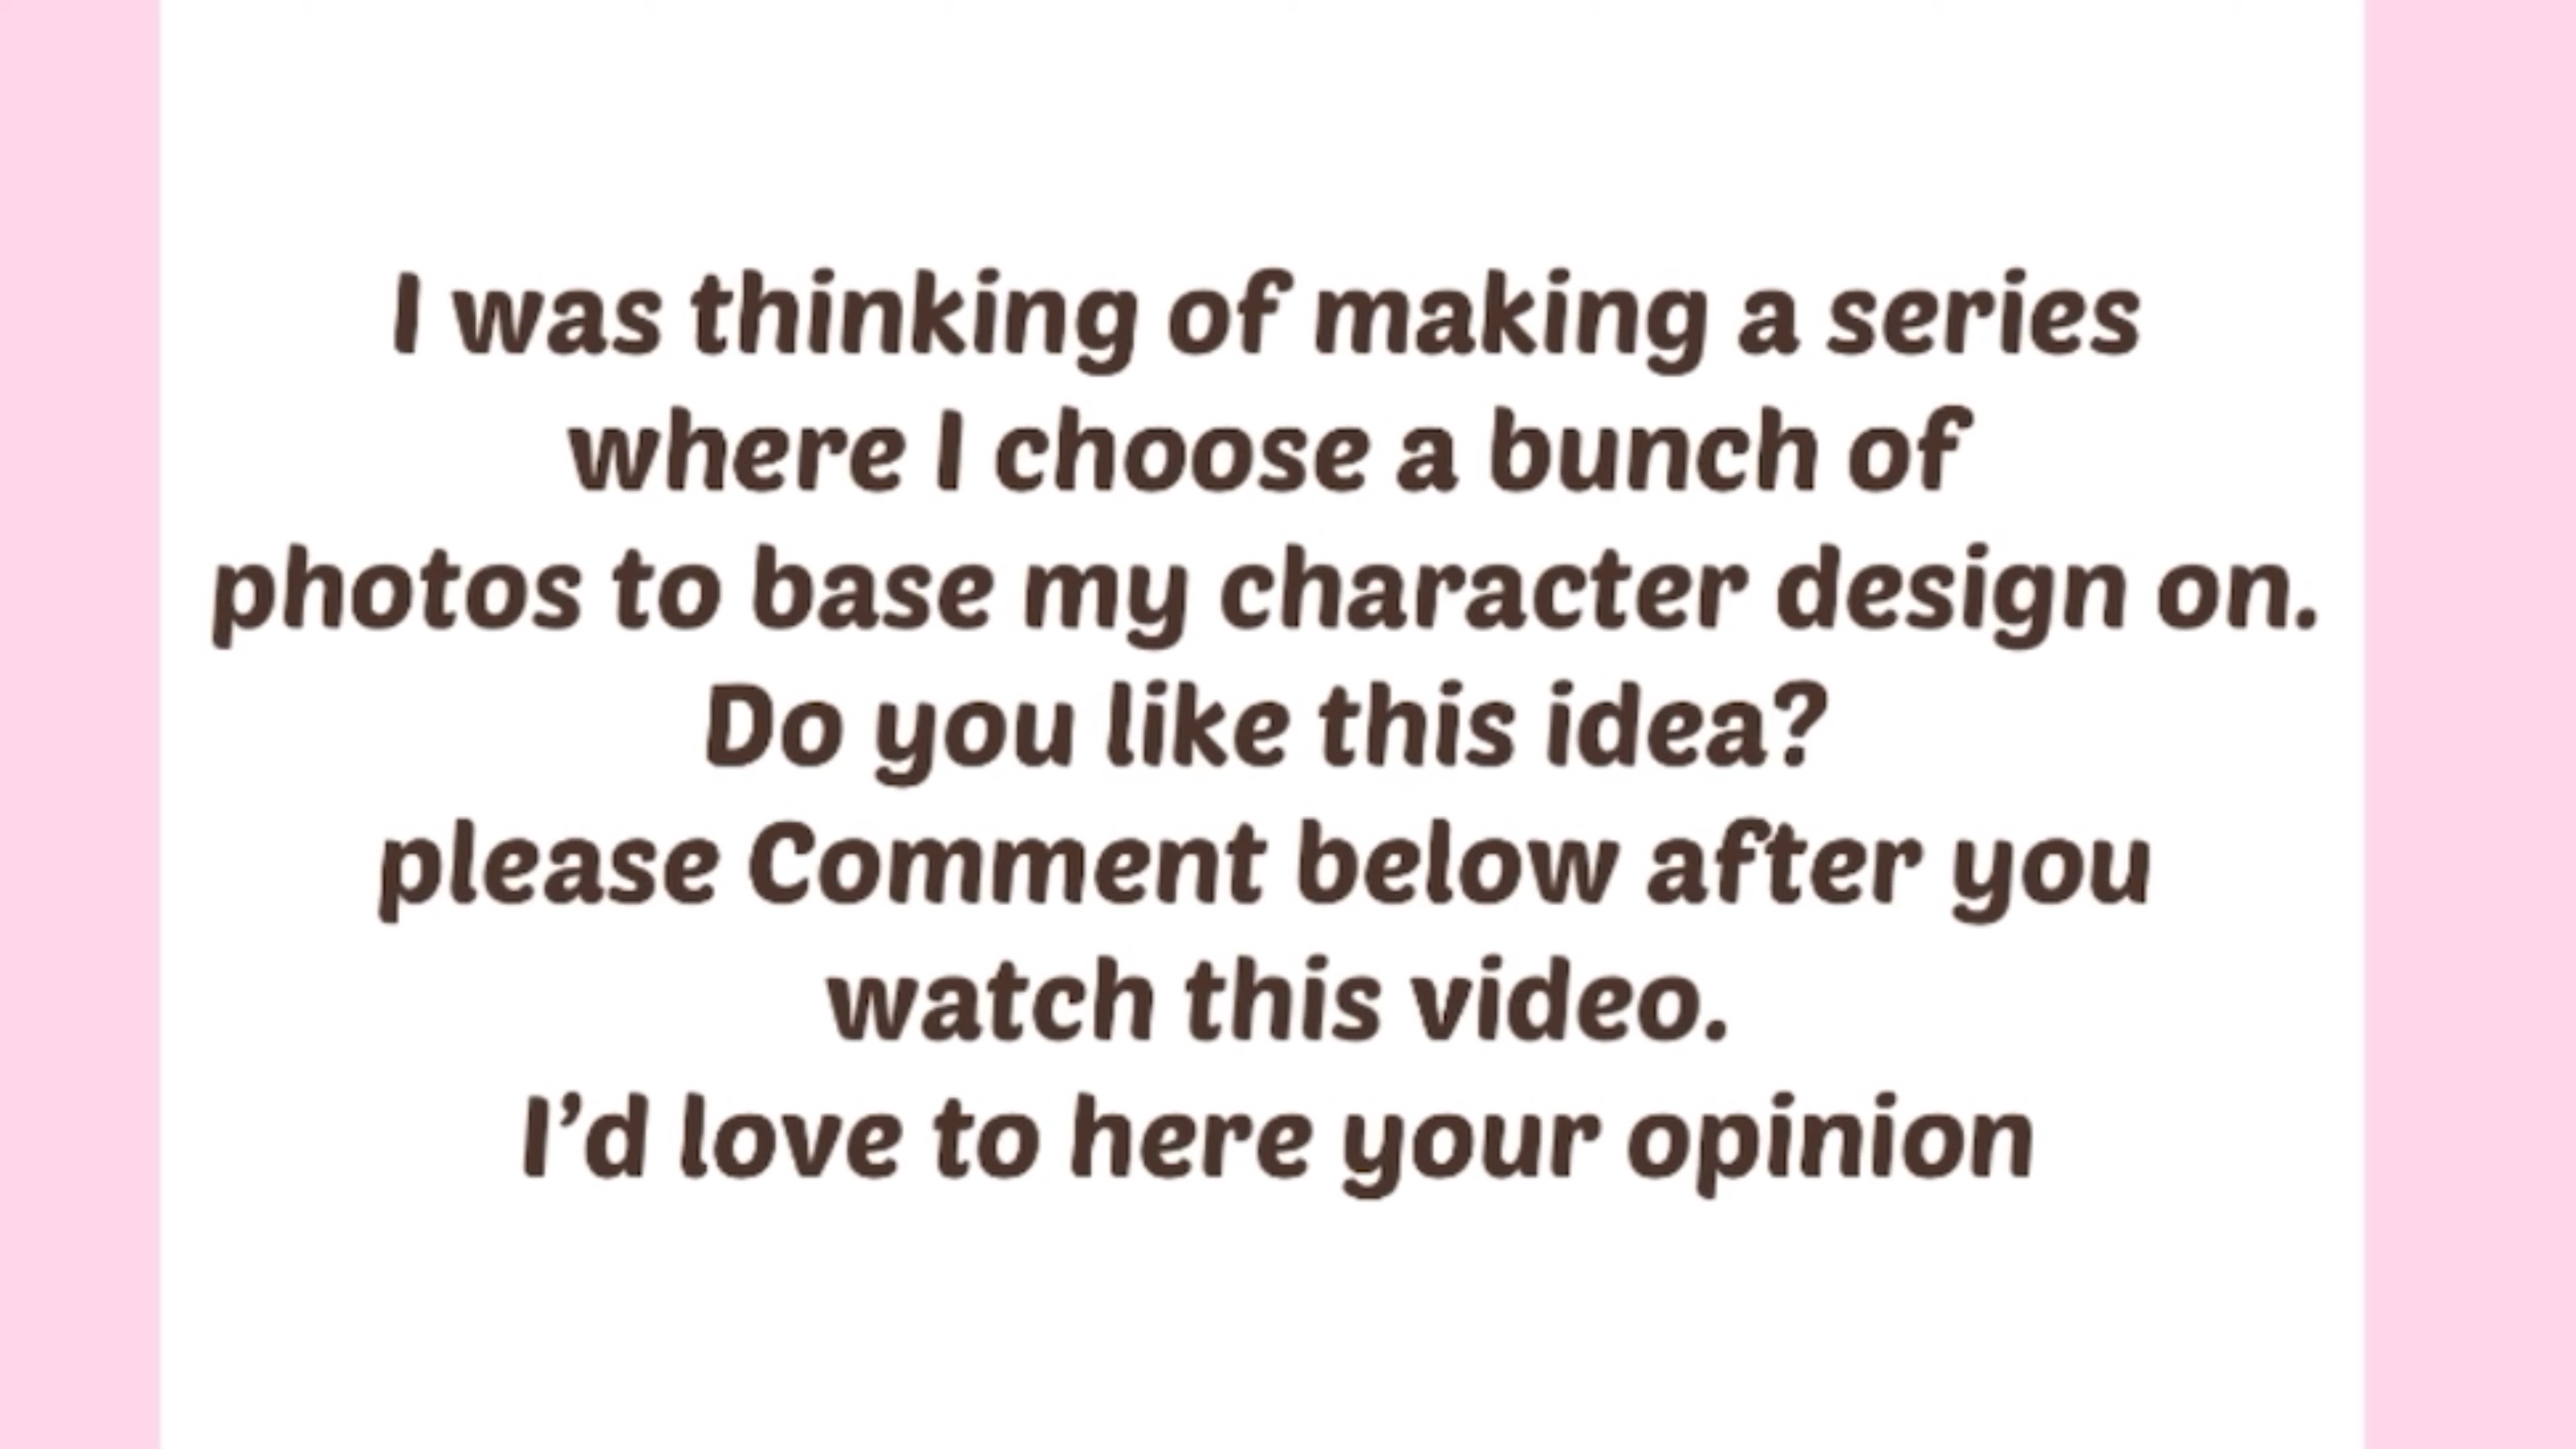 I was thinking of making a series
where I choose a bunch of
photos to base my character design on.
Do you like this idea?
please Comment below after you
watch this video.
I’d love to here your opinion